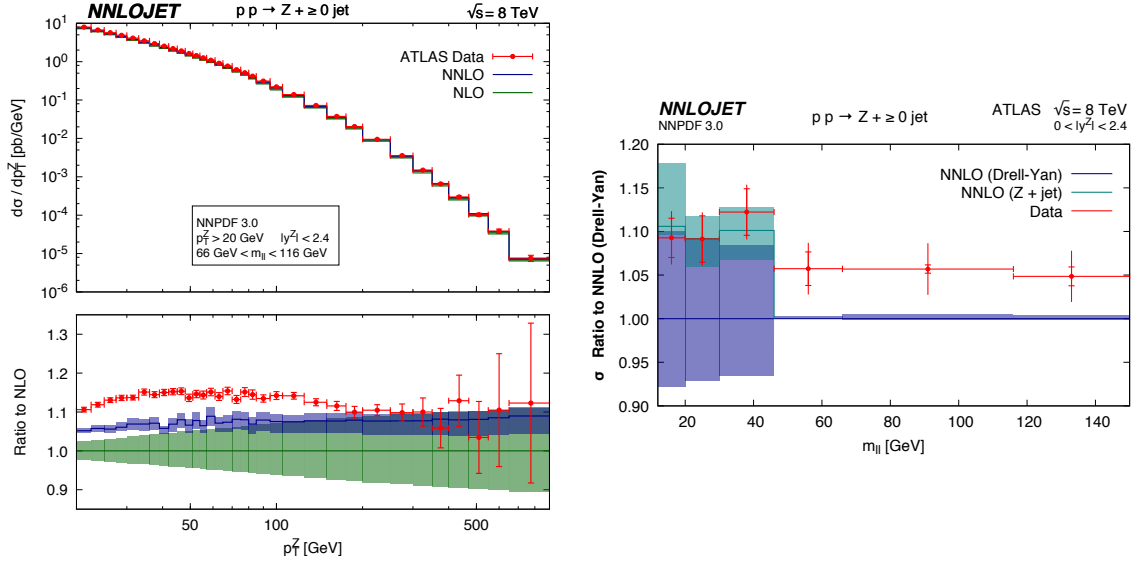 NNLOJET p p → Z + ≥ 0 jet √s = 8 TeV
10^1
10^0
10^-1
10^-2
10^-3
10^-4
10^-5
10^-6
dσ / dp_T^Z [pb/GeV]
ATLAS Data
NNLO
NLO
NNPDF 3.0
p_T^Z > 20 GeV |y^Z| < 2.4
66 GeV < m_ll < 116 GeV
1.3
1.2
1.1
1.0
0.9
Ratio to NLO
50 100 500
p_T^Z [GeV]
NNLOJET p p → Z + ≥ 0 jet ATLAS √s = 8 TeV
NNPDF 3.0 0 < |y^Z| < 2.4
1.20
1.15
1.10
1.05
1.00
0.95
0.90
σ Ratio to NNLO (Drell-Yan)
NNLO (Drell-Yan)
NNLO (Z + jet)
Data
20 40 60 80 100 120 140
m_ll [GeV]